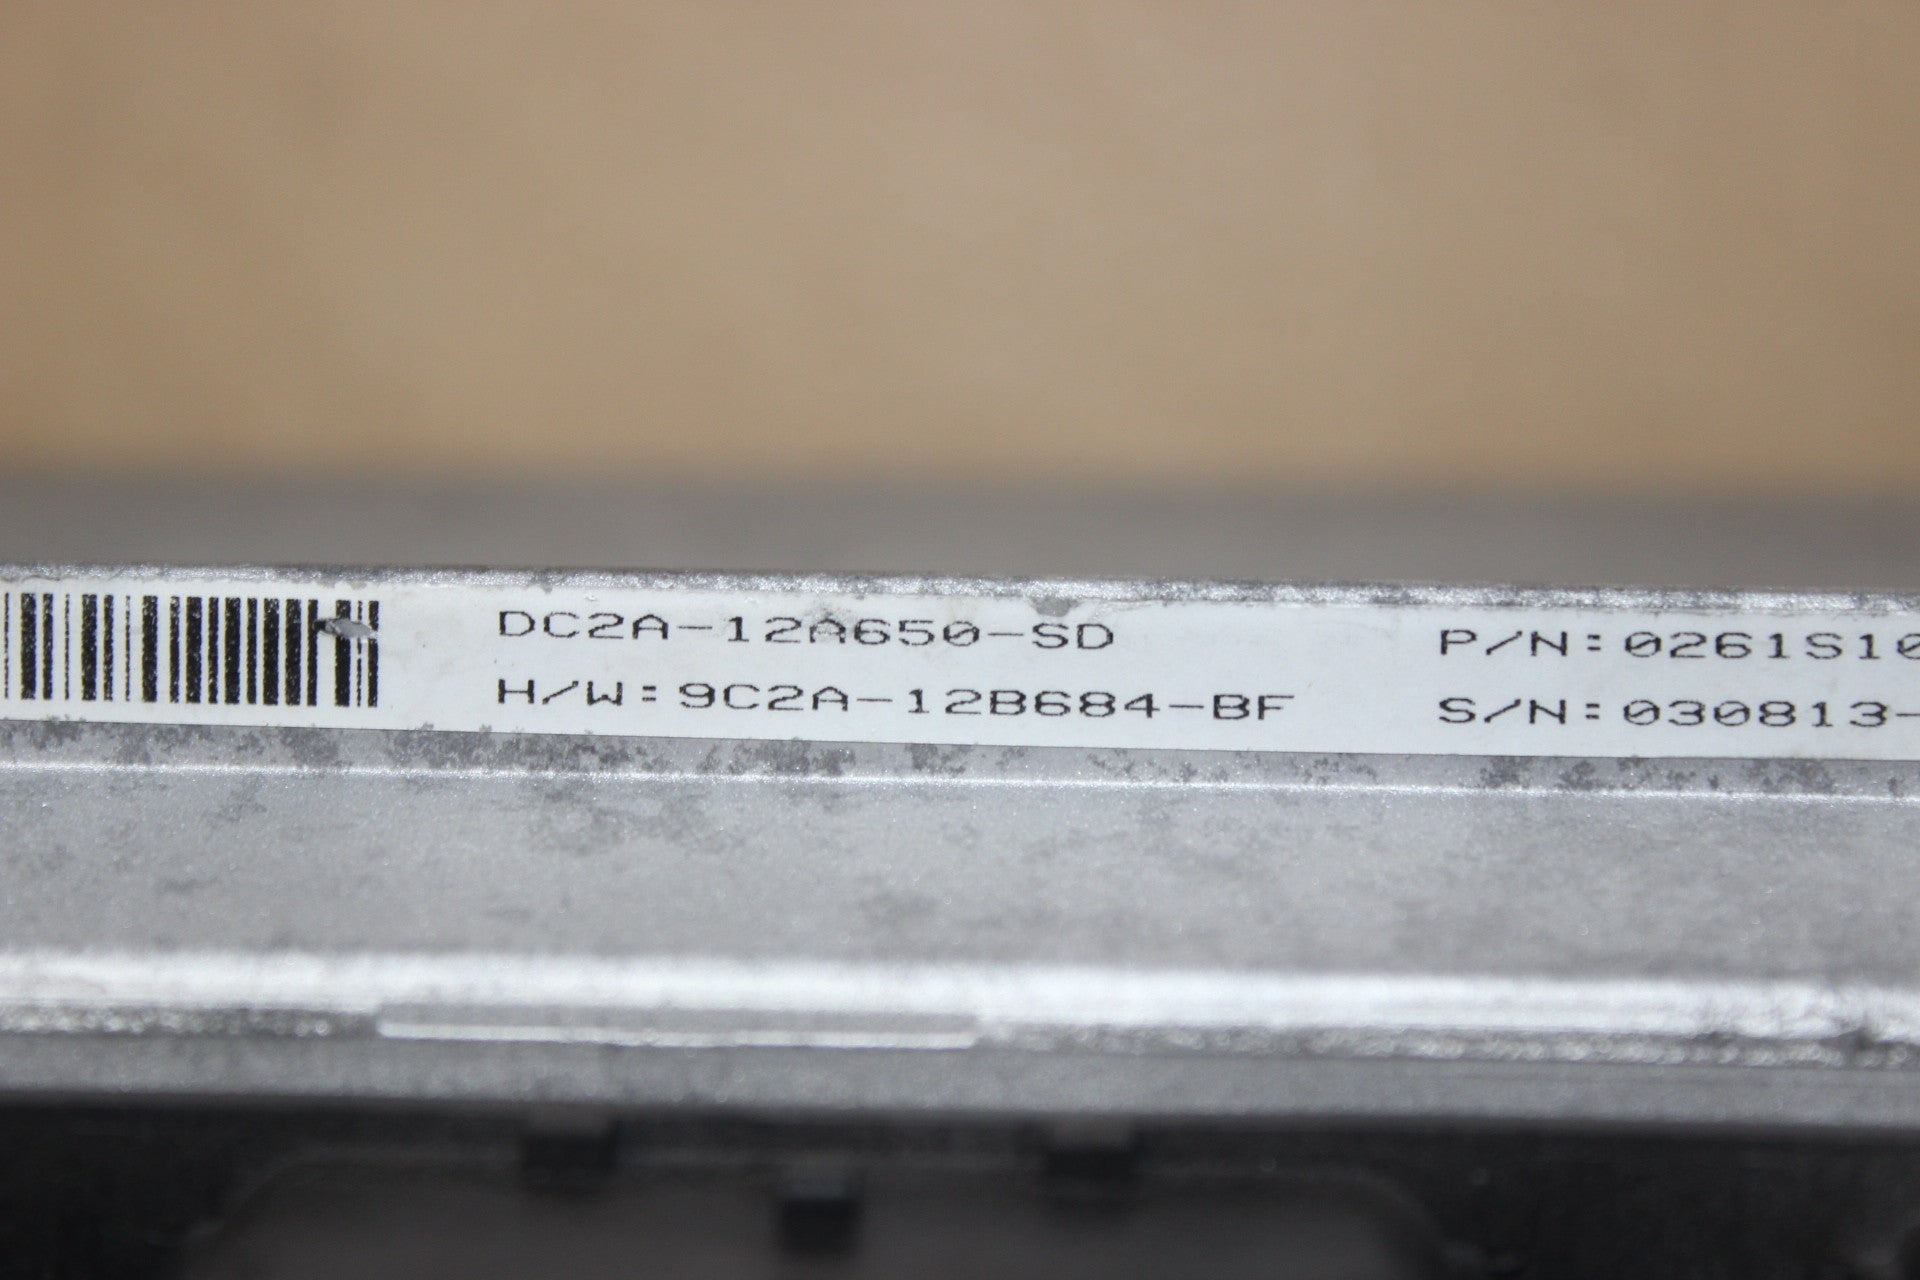 DC2A-12A650-SD
H/W:9C2A-12B684-BF
P/N:0261S10
S/N:030813-